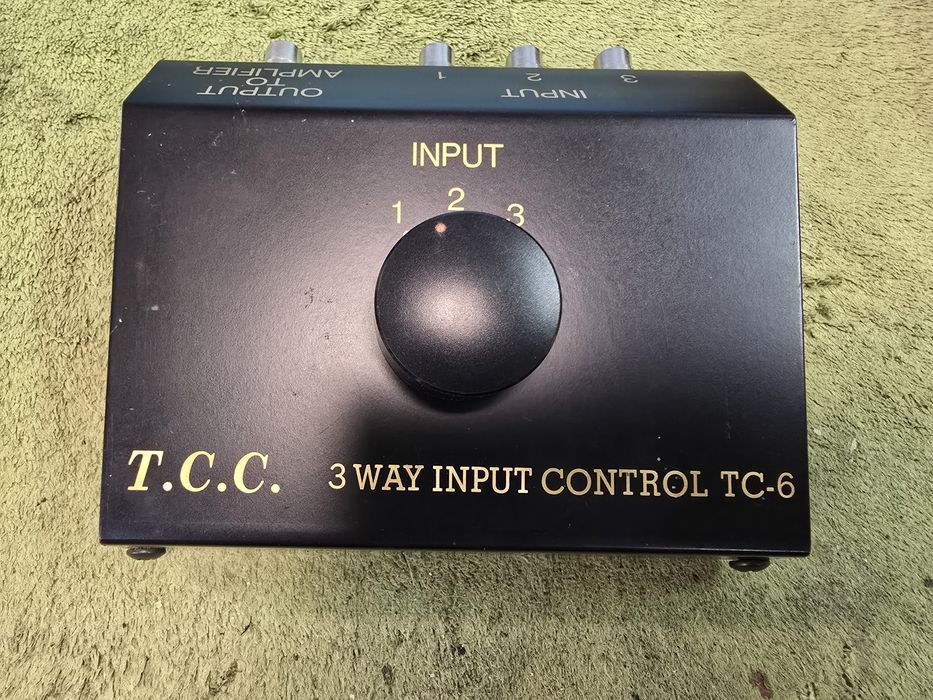 OUTPUT
TO
AMPLIFIER
1
2
3
INPUT
INPUT
1
2
3
T.C.C. 3 WAY INPUT CONTROL TC-6